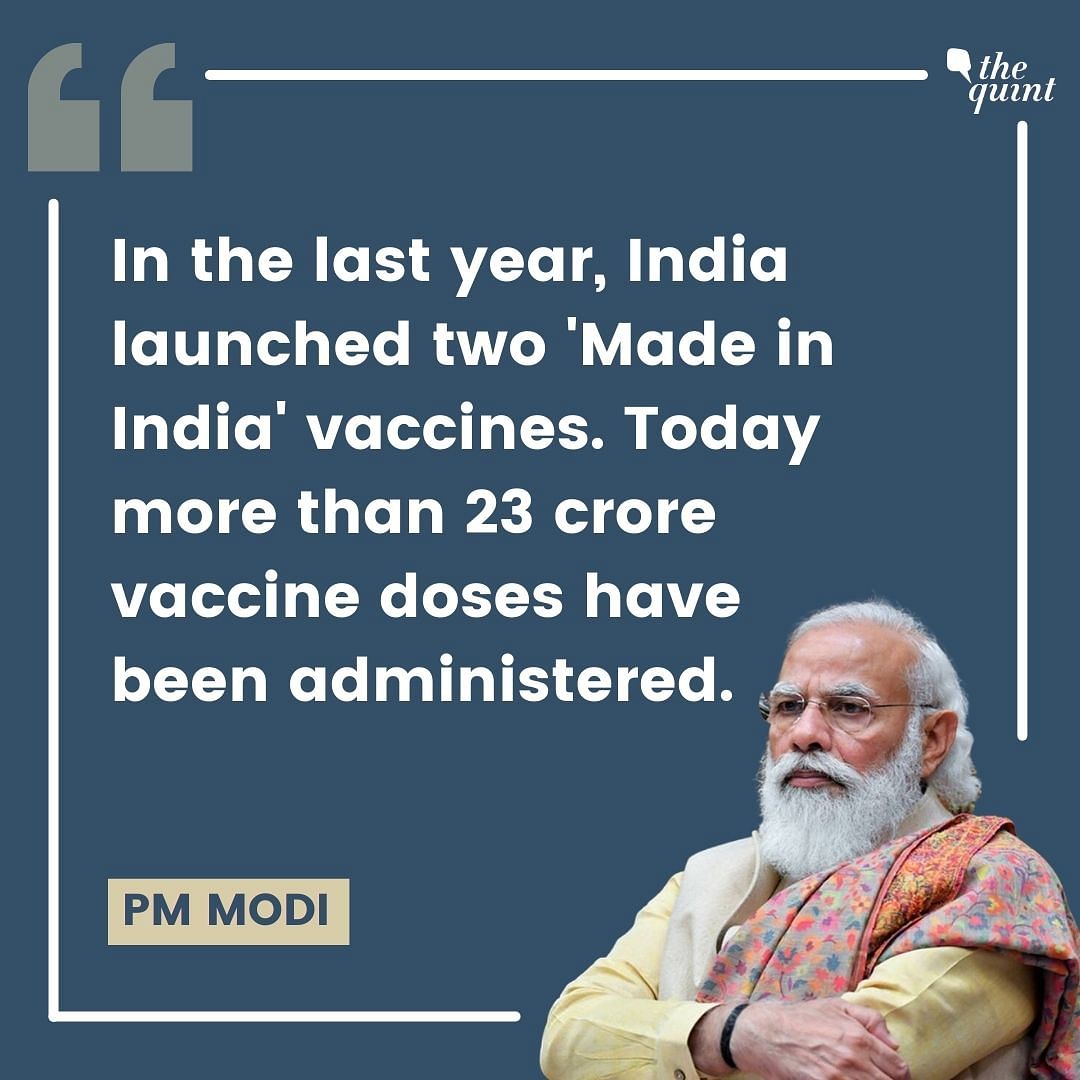 the
quint
In the last year, India
launched two 'Made in
India' vaccines. Today
more than 23 crore
vaccine doses have
been administered.
PM MODI